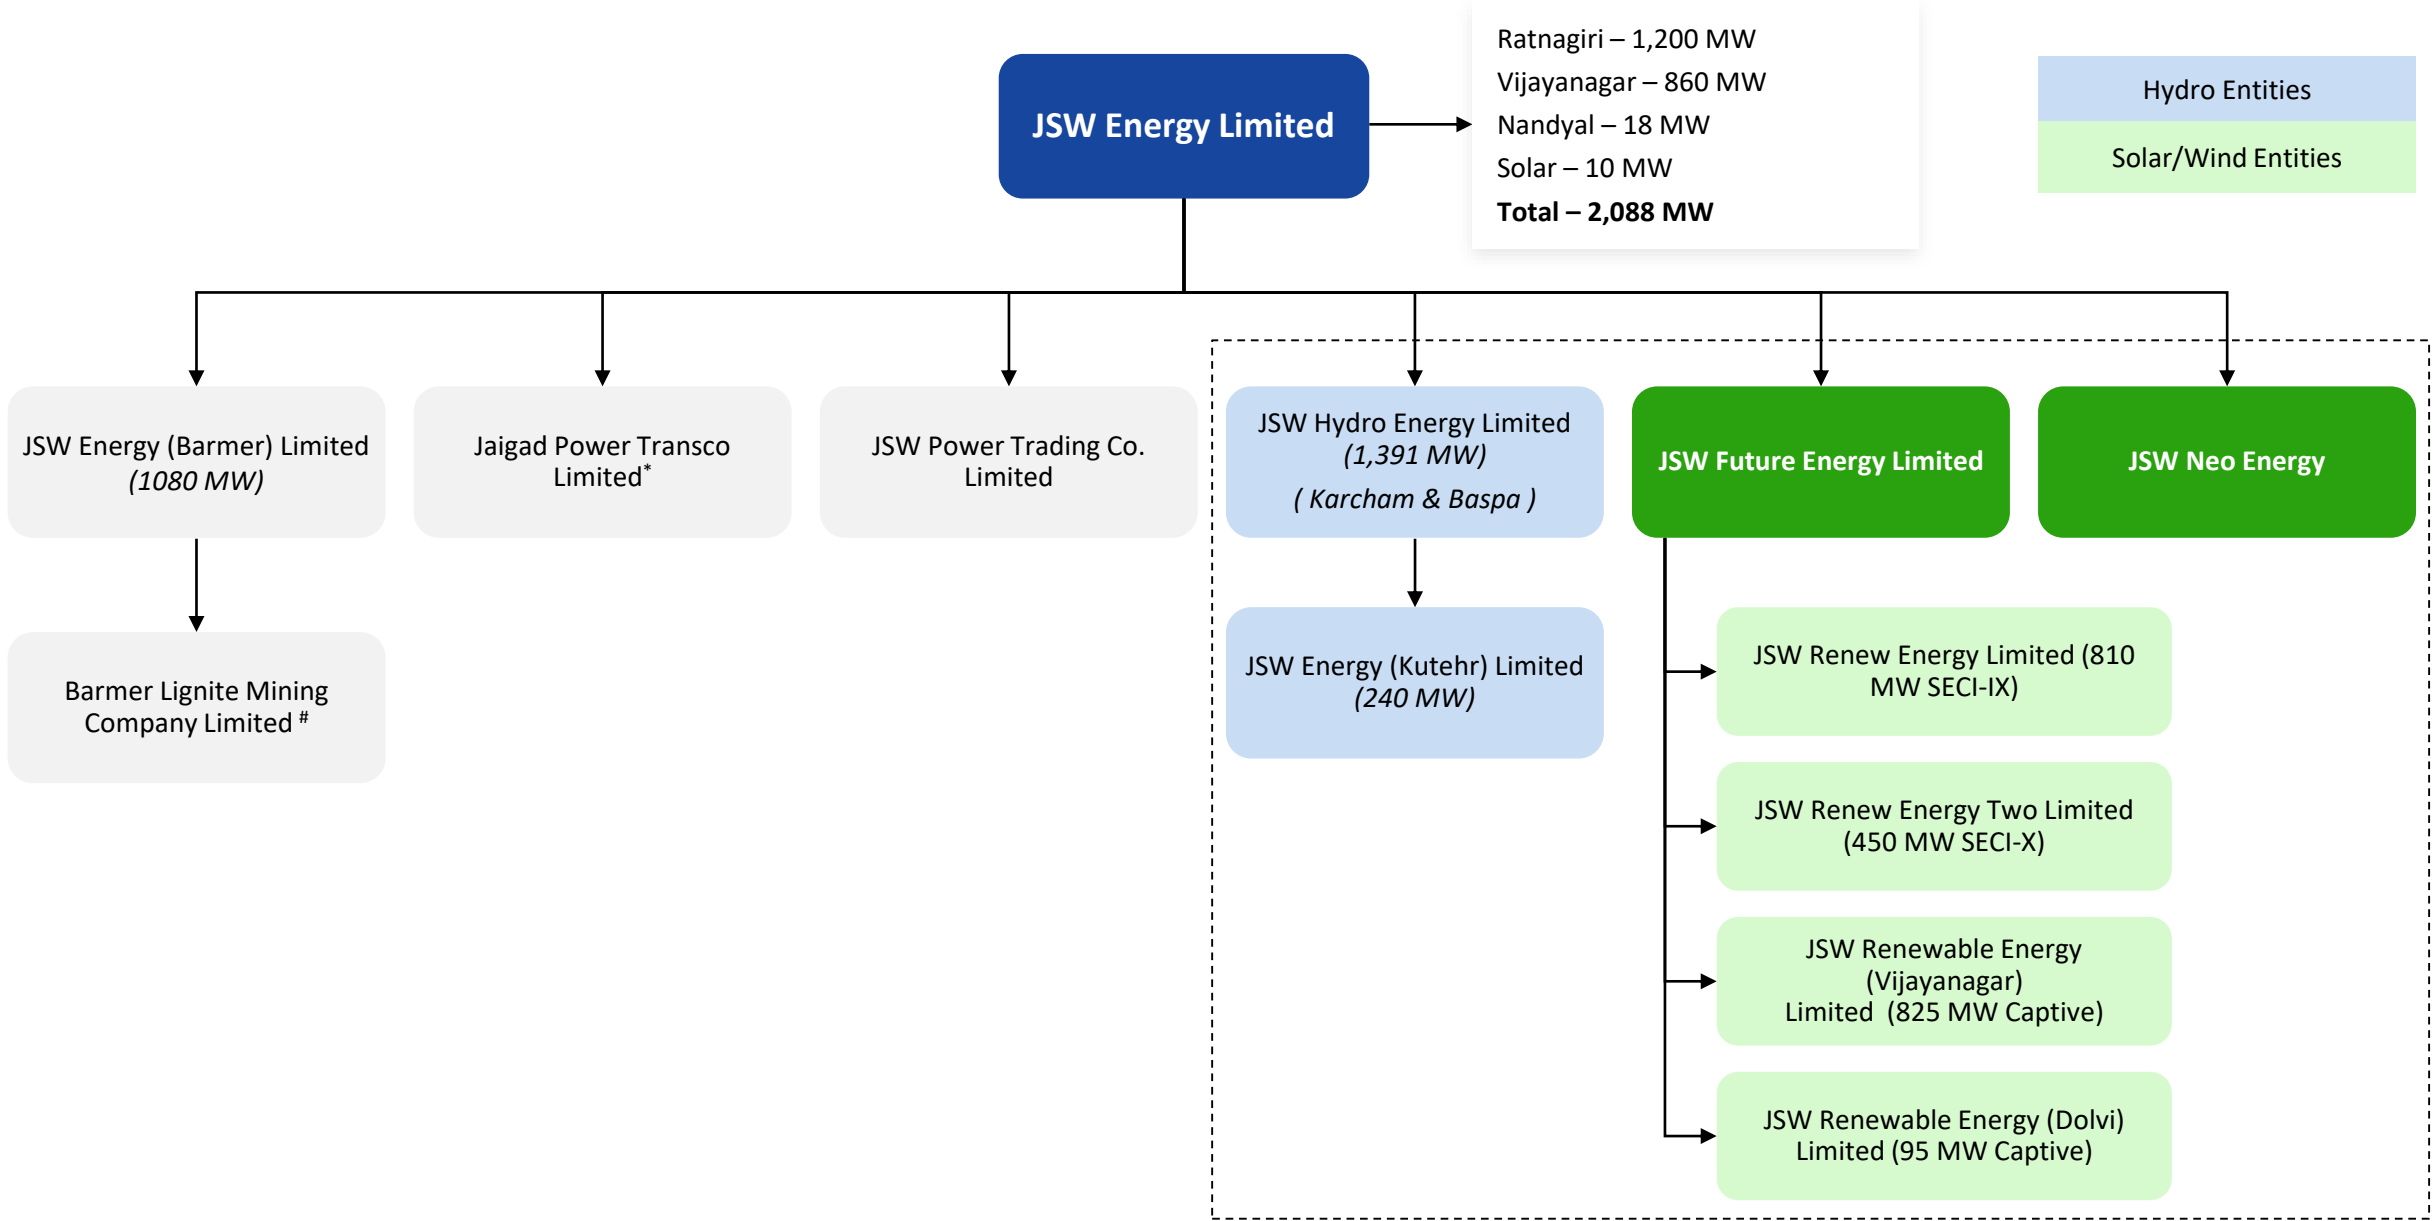 JSW Energy Limited
Ratnagiri – 1,200 MW
Vijayanagar – 860 MW
Nandyal – 18 MW
Solar – 10 MW
Total – 2,088 MW
Hydro Entities
Solar/Wind Entities
JSW Energy (Barmer) Limited
(1080 MW)
Jaigad Power Transco
Limited*
JSW Power Trading Co.
Limited
JSW Hydro Energy Limited
(1,391 MW)
( Karcham & Baspa )
JSW Future Energy Limited
JSW Neo Energy
Barmer Lignite Mining
Company Limited #
JSW Energy (Kutehr) Limited
(240 MW)
JSW Renew Energy Limited (810
MW SECI-IX)
JSW Renew Energy Two Limited
(450 MW SECI-X)
JSW Renewable Energy
(Vijayanagar)
Limited  (825 MW Captive)
JSW Renewable Energy (Dolvi)
Limited (95 MW Captive)